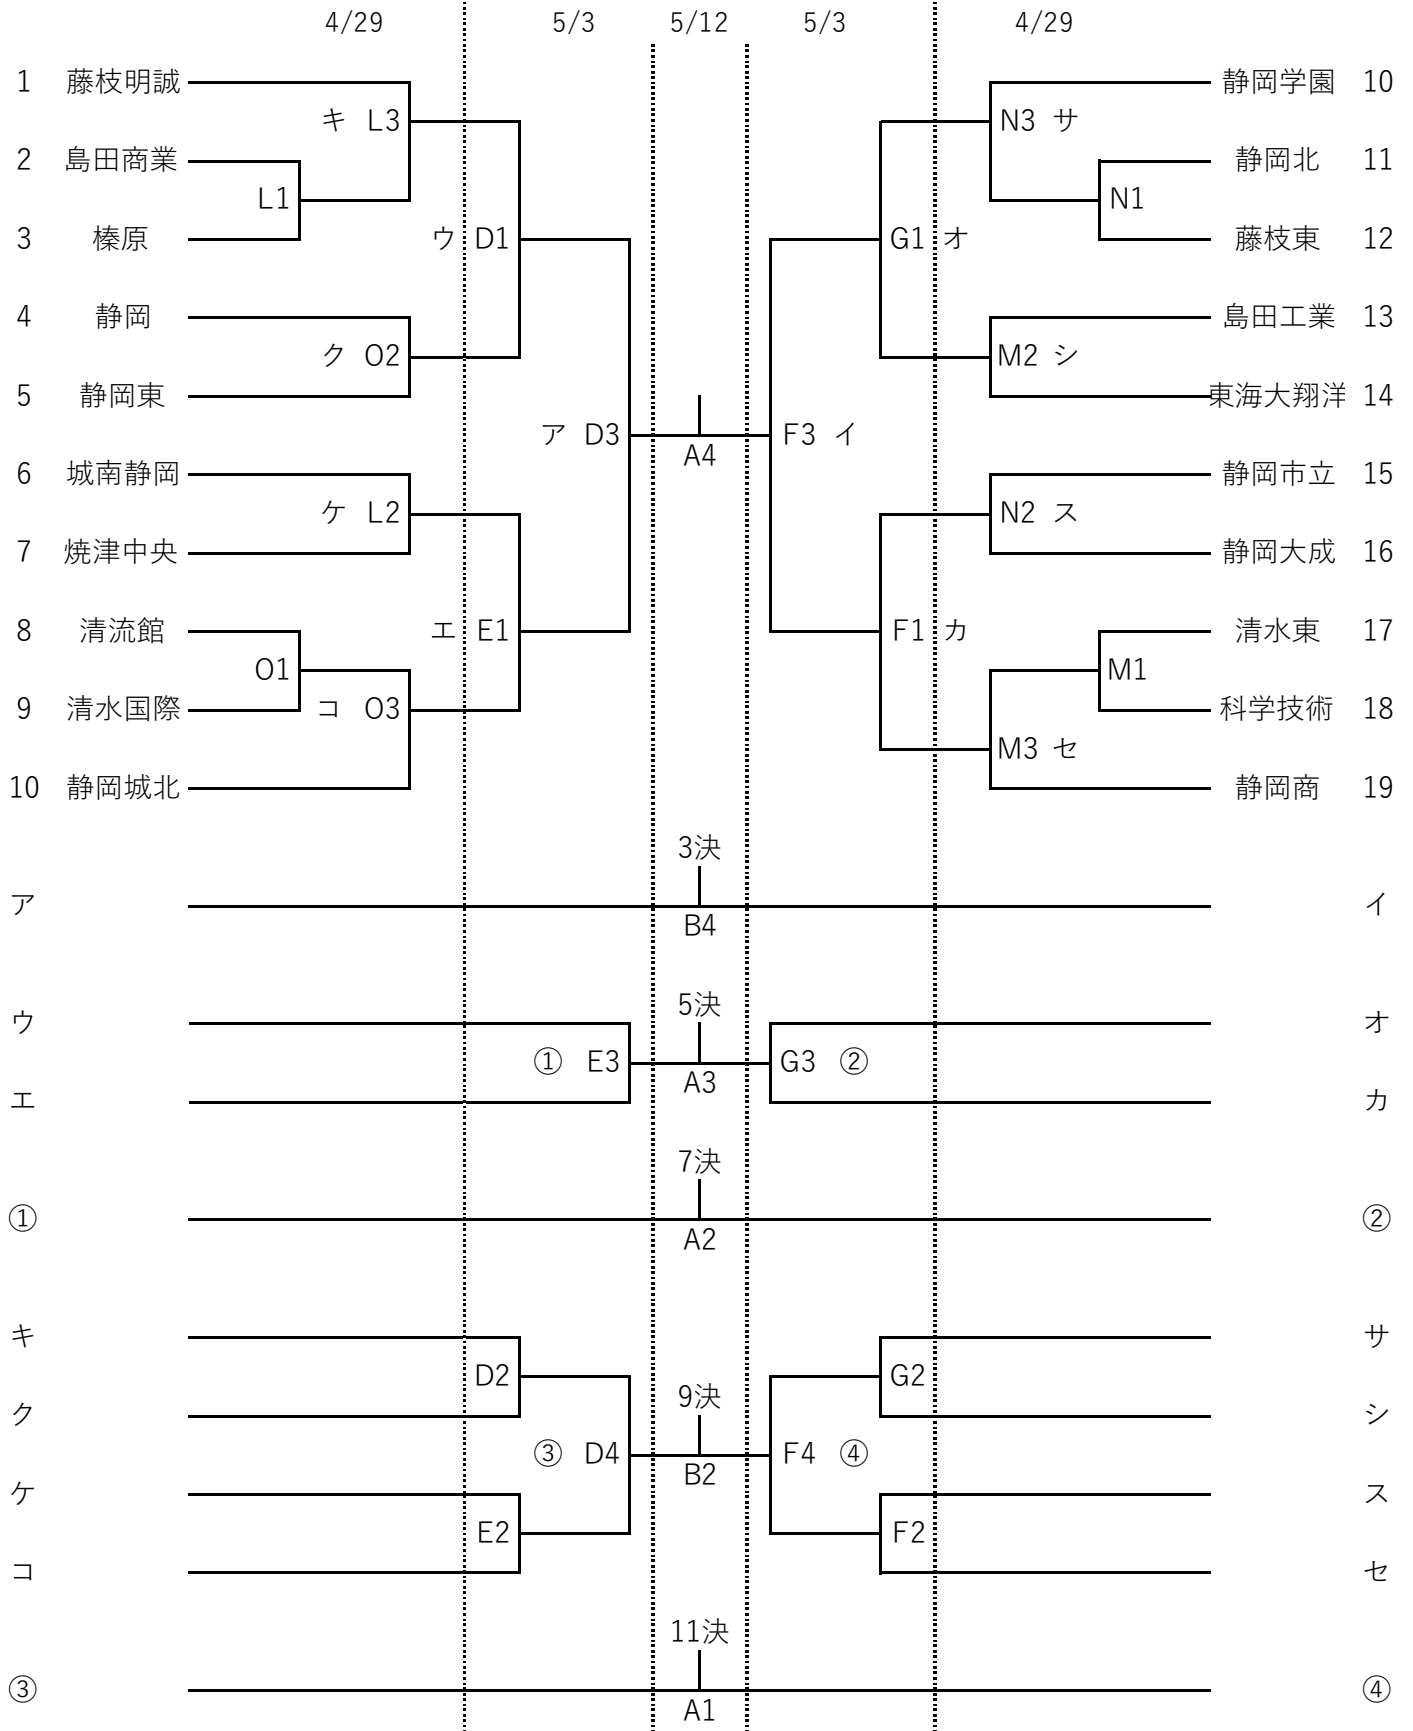 4/29 5/3 5/12 5/3 4/29
1 藤枝明誠 静岡学園 10
キ L3 N3 サ
2 島田商業 静岡北 11
L1 N1
3 榛原 ウ D1 G1 オ 藤枝東 12
4 静岡 島田工業 13
ク O2 M2 シ
5 静岡東 東海大翔洋 14
ア D3 F3 イ
A4
6 城南静岡 静岡市立 15
ケ L2 N2 ス
7 焼津中央 静岡大成 16
8 清流館 エ E1 F1 カ 清水東 17
O1 M1
9 清水国際 コ O3 科学技術 18
M3 セ
10 静岡城北 静岡商 19
3決
ア イ
B4
5決
ウ オ
① E3 G3 ②
A3
エ カ
7決
① ②
A2
キ サ
D2 G2
9決
ク シ
③ D4 F4 ④
B2
ケ ス
E2 F2
コ セ
11決
③ ④
A1